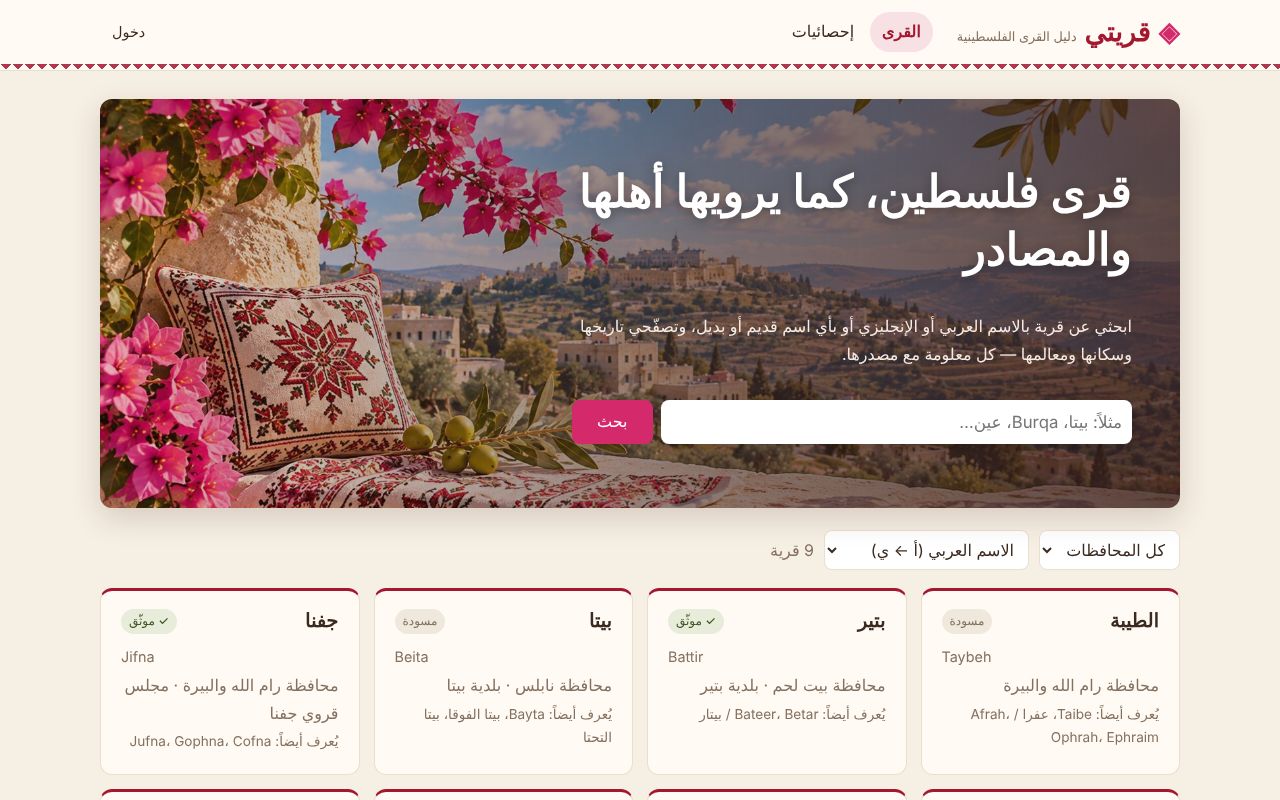 ◈ قريتي دليل القرى الفلسطينية القرى إحصائيات دخول
قرى فلسطين، كما يرويها أهلها
والمصادر
ابحثي عن قرية بالاسم العربي أو الإنجليزي أو بأي اسم قديم أو بديل، وتصفّحي تاريخها
وسكانها ومعالمها — كل معلومة مع مصدرها.
مثلاً: بيتا، Burqa، عين... بحث
كل المحافظات الاسم العربي (أ ← ي) 9 قرية
الطيبة مسودة
Taybeh
محافظة رام الله والبيرة
يُعرف أيضاً: Taibe، عفرا / Afrah،
Ophrah، Ephraim
بتير ✓ موثّق
Battir
محافظة بيت لحم · بلدية بتير
يُعرف أيضاً: Bateer، Betar / بيتار
بيتا مسودة
Beita
محافظة نابلس · بلدية بيتا
يُعرف أيضاً: Bayta، بيتا الفوقا، بيتا
التحتا
جفنا ✓ موثّق
Jifna
محافظة رام الله والبيرة · مجلس
قروي جفنا
يُعرف أيضاً: Jufna، Gophna، Cofna